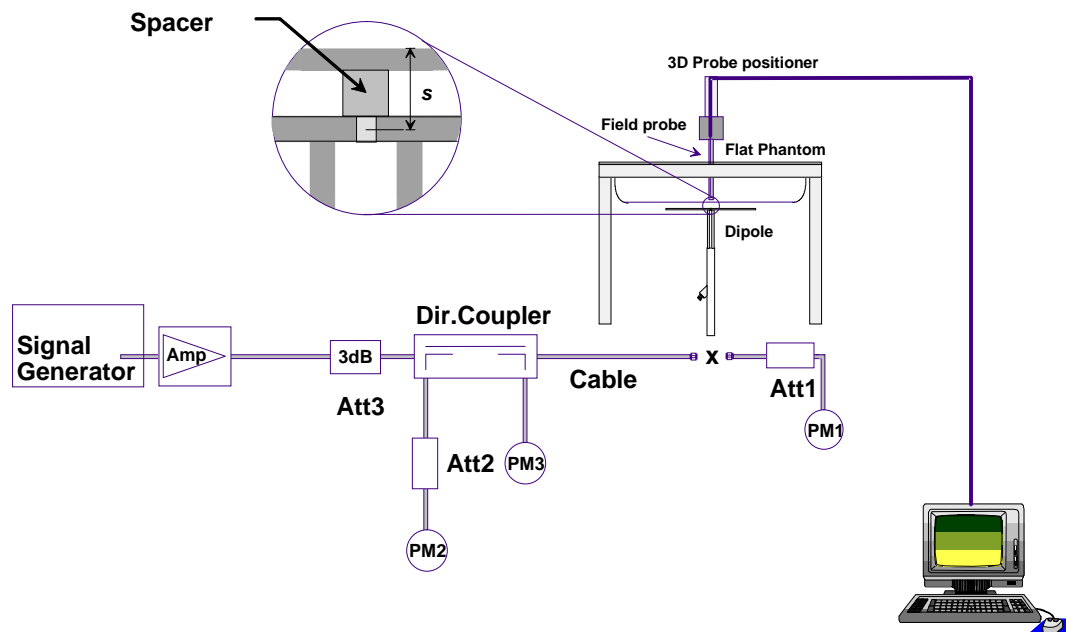 Spacer
s
3D Probe positioner
Field probe
Flat Phantom
Dipole
Signal
Generator
Amp
3dB
Att3
Dir.Coupler
Cable
x
Att1
PM1
Att2
PM3
PM2